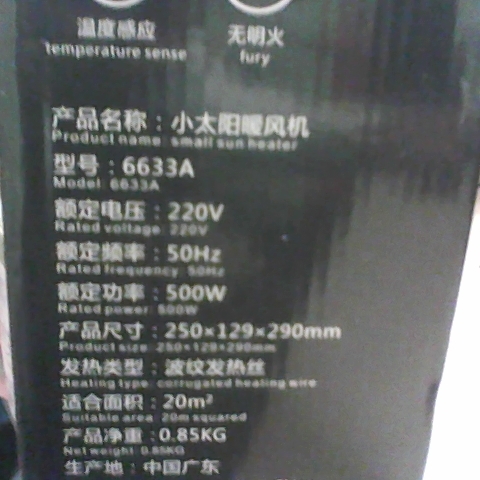 温度感应
temperature sense
无明火
fury
产品名称：小太阳暖风机
Product name: small sun heater
型号：6633A
Model: 6633A
额定电压：220V
Rated voltage: 220V
额定频率：50Hz
Rated frequency: 50Hz
额定功率：500W
Rated power: 500W
产品尺寸：250×129×290mm
Product size: 250×129×290mm
发热类型：波纹发热丝
Heating type: corrugated heating wire
适合面积：20m²
Suitable area: 20m squared
产品净重：0.85KG
Net weight: 0.85KG
生产地：中国广东